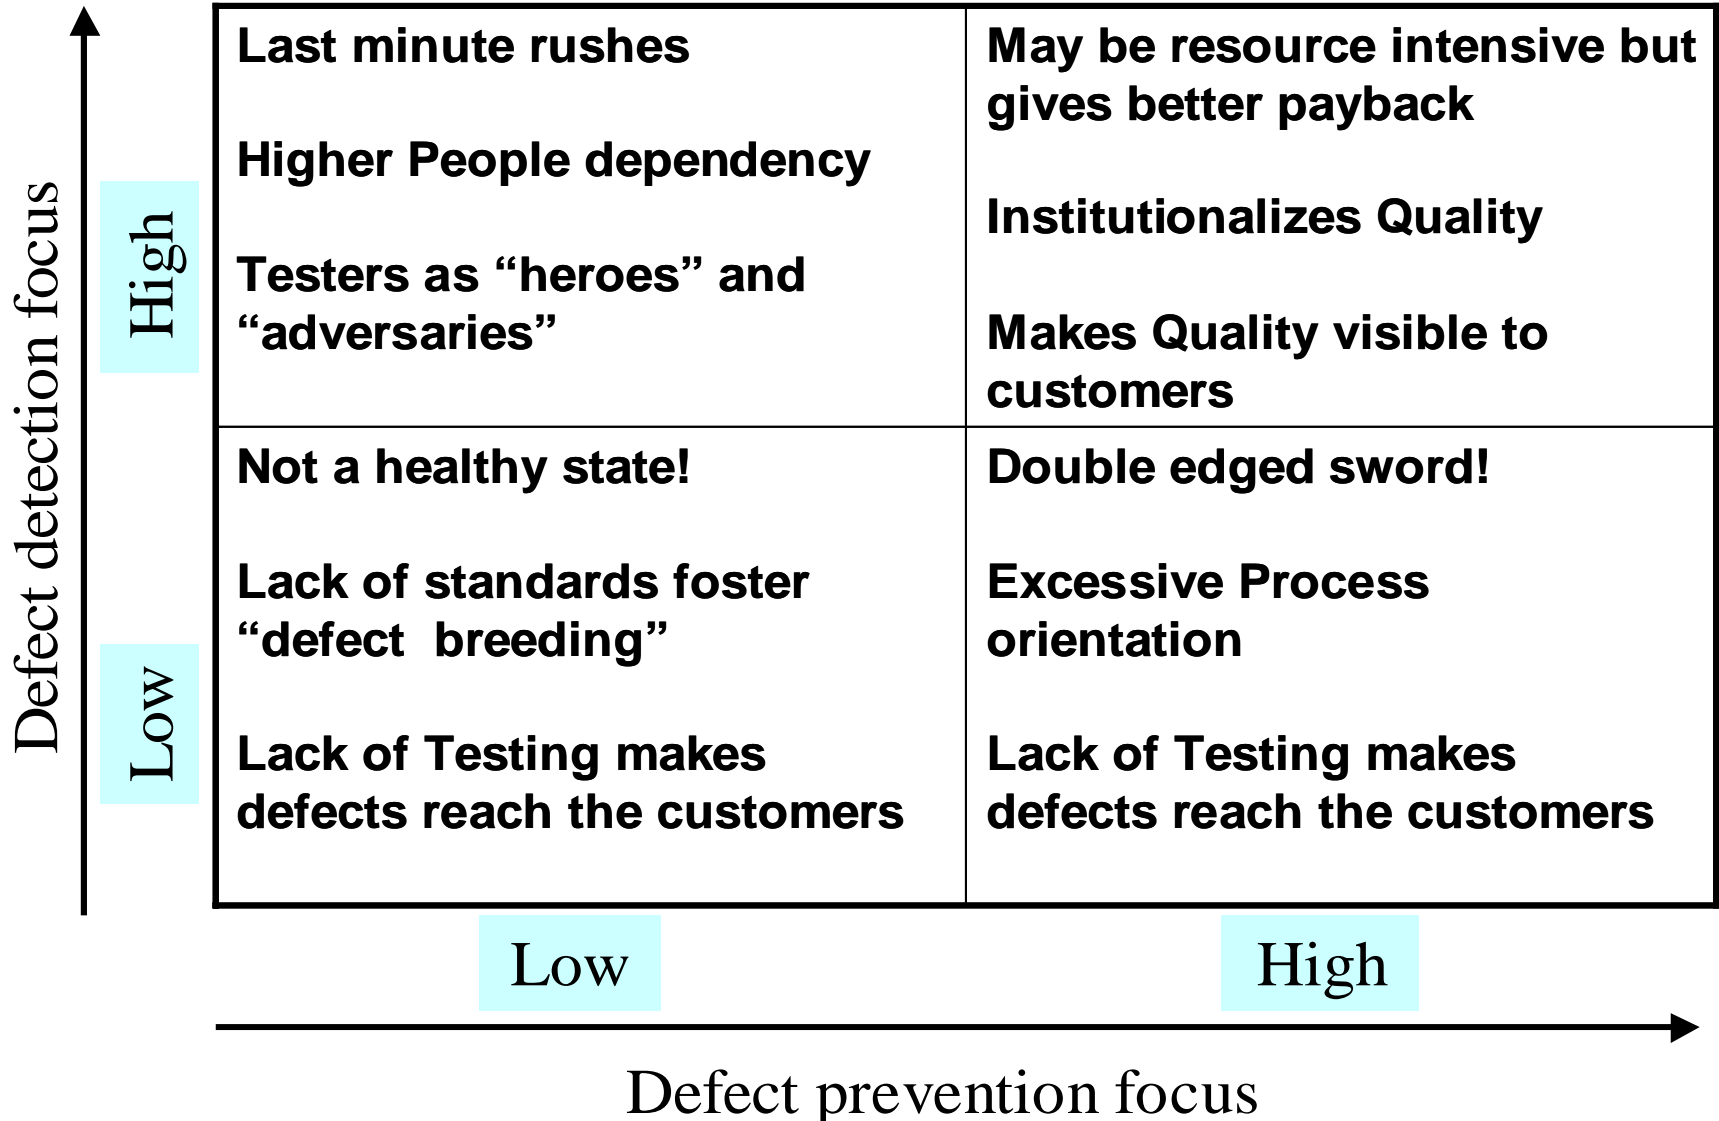 Defect detection focus
High
Low
Last minute rushes
Higher People dependency
Testers as “heroes” and
“adversaries”
May be resource intensive but
gives better payback
Institutionalizes Quality
Makes Quality visible to
customers
Not a healthy state!
Lack of standards foster
“defect  breeding”
Lack of Testing makes
defects reach the customers
Double edged sword!
Excessive Process
orientation
Lack of Testing makes
defects reach the customers
Low
High
Defect prevention focus